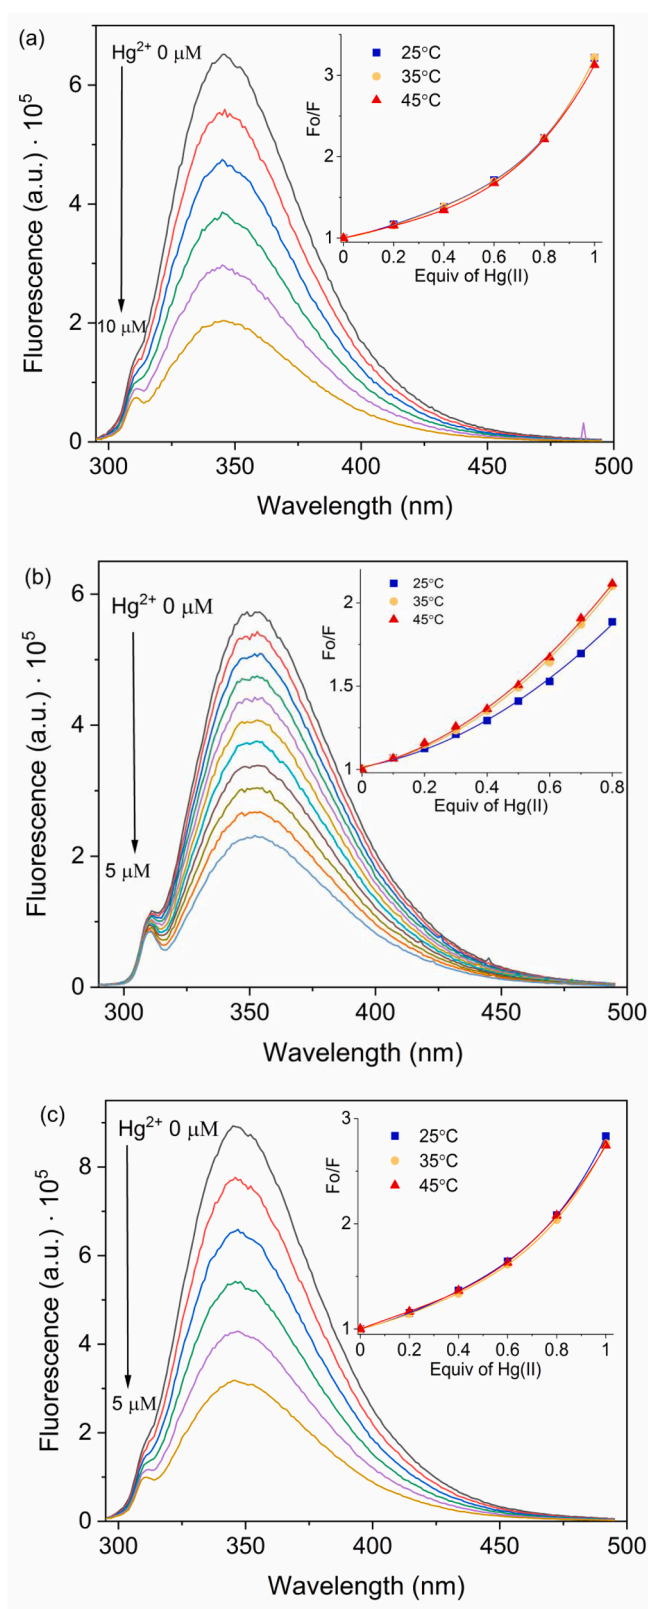 (a)
Hg²⁺ 0 μM
10 μM
Fluorescence (a.u.) · 10⁵
6
4
2
0
300 350 400 450 500
Wavelength (nm)
25°C
35°C
45°C
Fo/F
3
2
1
0 0.2 0.4 0.6 0.8 1
Equiv of Hg(II)
(b)
Hg²⁺ 0 μM
5 μM
Fluorescence (a.u.) · 10⁵
6
4
2
0
300 350 400 450 500
Wavelength (nm)
25°C
35°C
45°C
Fo/F
2
1.5
1
0 0.2 0.4 0.6 0.8
Equiv of Hg(II)
(c)
Hg²⁺ 0 μM
5 μM
Fluorescence (a.u.) · 10⁵
8
6
4
2
0
300 350 400 450 500
Wavelength (nm)
25°C
35°C
45°C
Fo/F
3
2
1
0 0.2 0.4 0.6 0.8 1
Equiv of Hg(II)